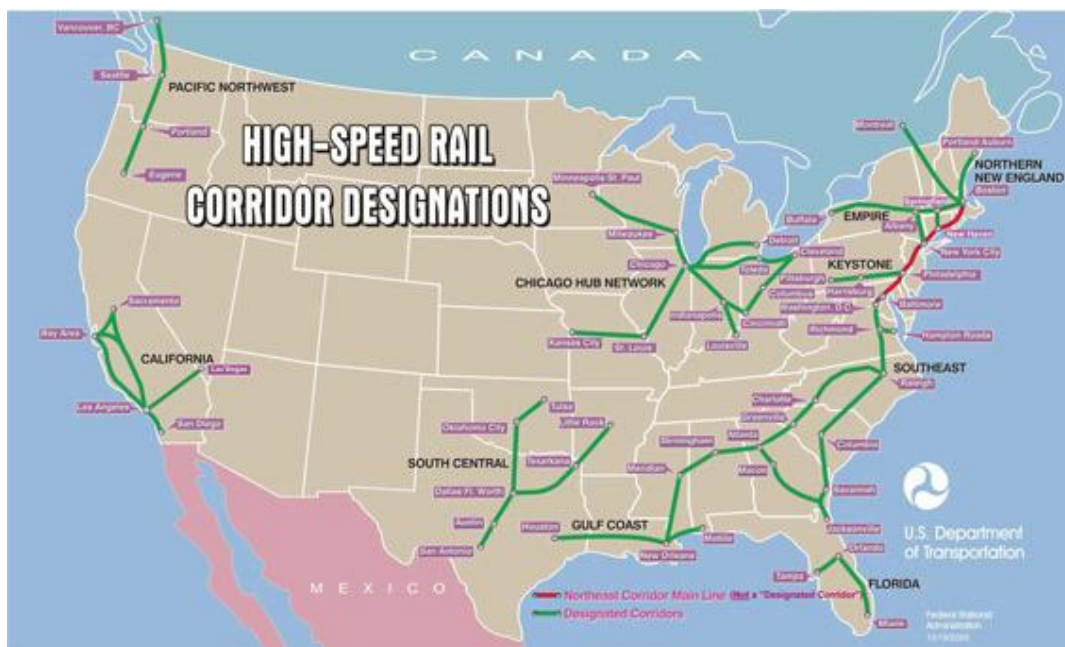 Vancouver, BC
CANADA
Seattle
PACIFIC NORTHWEST
Portland
Eugene
HIGH-SPEED RAIL
CORRIDOR DESIGNATIONS
Montreal
Portland Auburn
NORTHERN
NEW ENGLAND
Boston
Springfield
Buffalo
EMPIRE
Albany
New Haven
New York City
Minneapolis St. Paul
Milwaukee
Detroit
Cleveland
Chicago
Toledo
KEYSTONE
Pittsburgh
Philadelphia
CHICAGO HUB NETWORK
Columbus
Harrisburg
Washington, D.C.
Baltimore
Indianapolis
Cincinnati
Richmond
Hampton Roads
Kansas City
St. Louis
Louisville
Sacramento
Bay Area
CALIFORNIA
Las Vegas
Los Angeles
San Diego
SOUTHEAST
Raleigh
Charlotte
Greenville
Tulsa
Little Rock
Oklahoma City
Birmingham
Atlanta
Columbia
SOUTH CENTRAL
Texarkana
Meridian
Macon
Dallas Ft. Worth
Savannah
Austin
Houston
GULF COAST
Mobile
Jacksonville
San Antonio
New Orleans
Orlando
U.S. Department
of Transportation
Tampa
FLORIDA
MEXICO
Northeast Corridor Main Line (Not a "Designated Corridor")
Designated Corridors
Miami
Administration